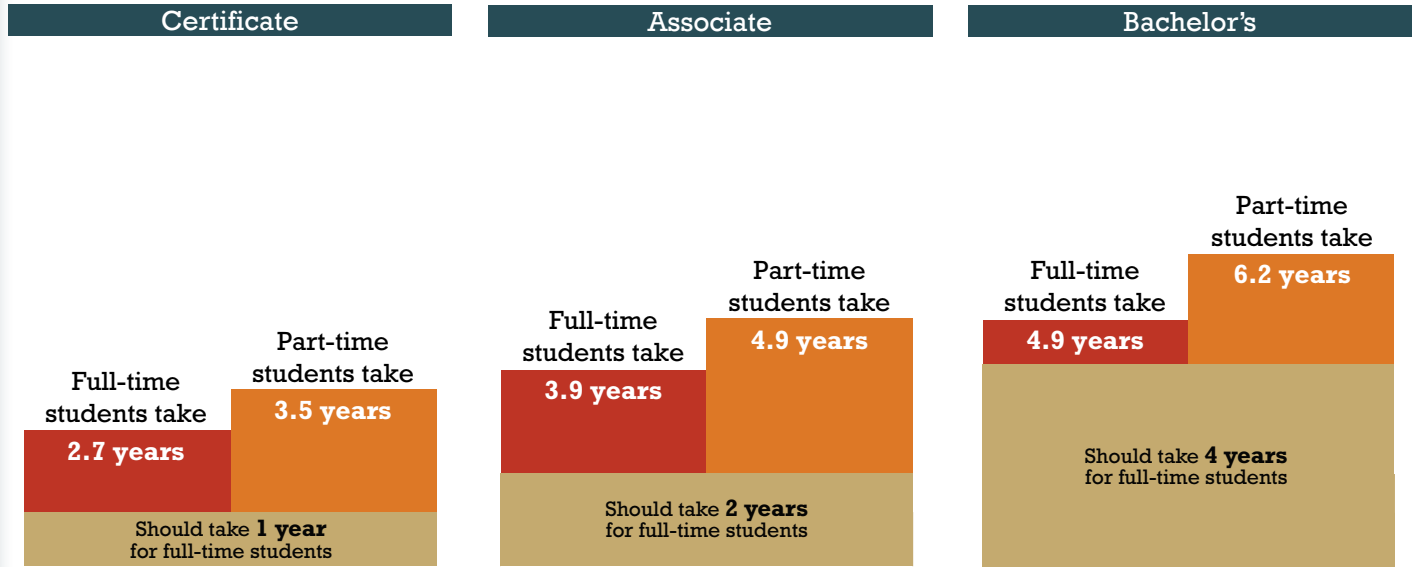 Certificate
Full-time
students take
2.7 years
Part-time
students take
3.5 years
Should take 1 year
for full-time students
Associate
Full-time
students take
3.9 years
Part-time
students take
4.9 years
Should take 2 years
for full-time students
Bachelor’s
Full-time
students take
4.9 years
Part-time
students take
6.2 years
Should take 4 years
for full-time students